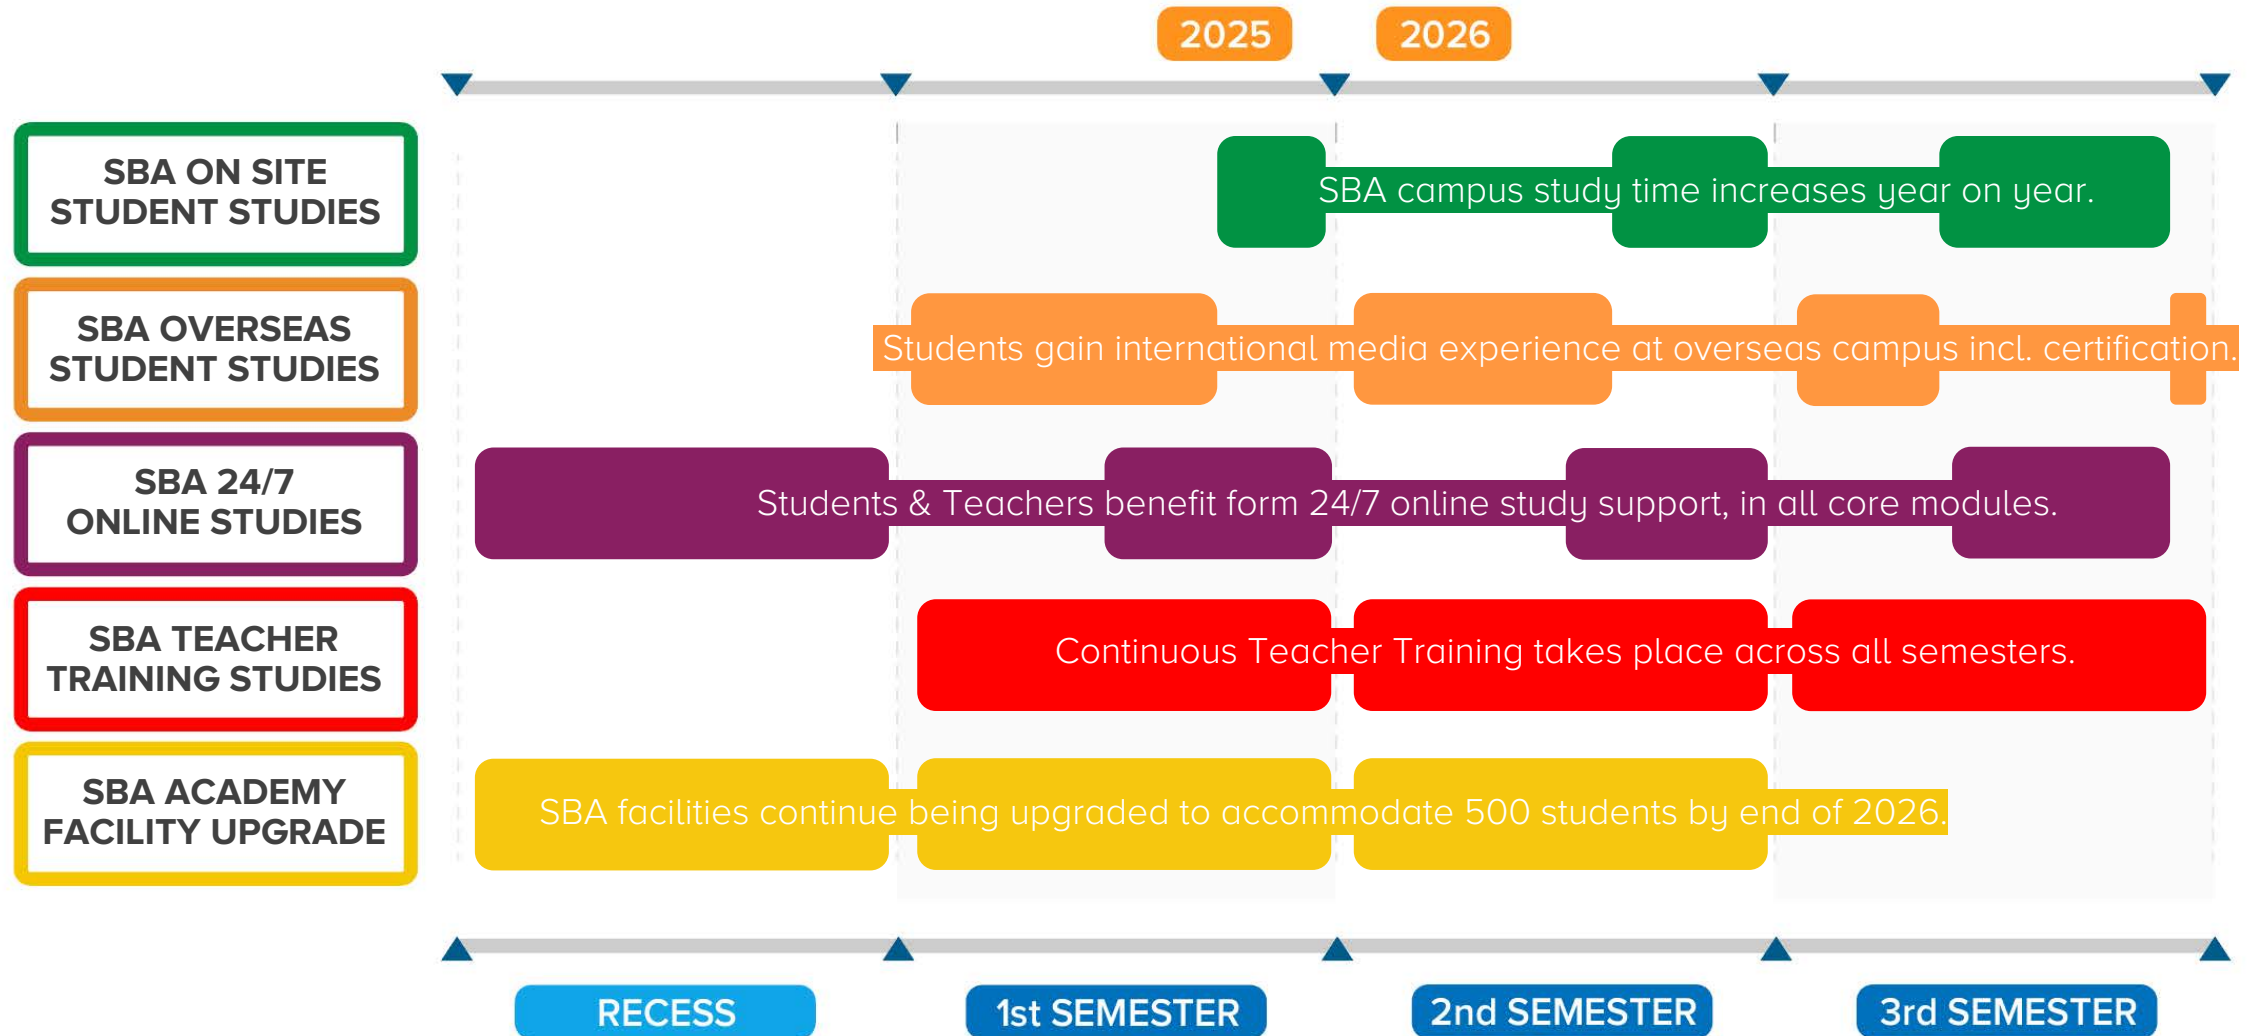 2025
2026
SBA ON SITE
STUDENT STUDIES
SBA campus study time increases year on year.
SBA OVERSEAS
STUDENT STUDIES
Students gain international media experience at overseas campus incl. certification.
SBA 24/7
ONLINE STUDIES
Students & Teachers benefit form 24/7 online study support, in all core modules.
SBA TEACHER
TRAINING STUDIES
Continuous Teacher Training takes place across all semesters.
SBA ACADEMY
FACILITY UPGRADE
SBA facilities continue being upgraded to accommodate 500 students by end of 2026.
RECESS
1st SEMESTER
2nd SEMESTER
3rd SEMESTER